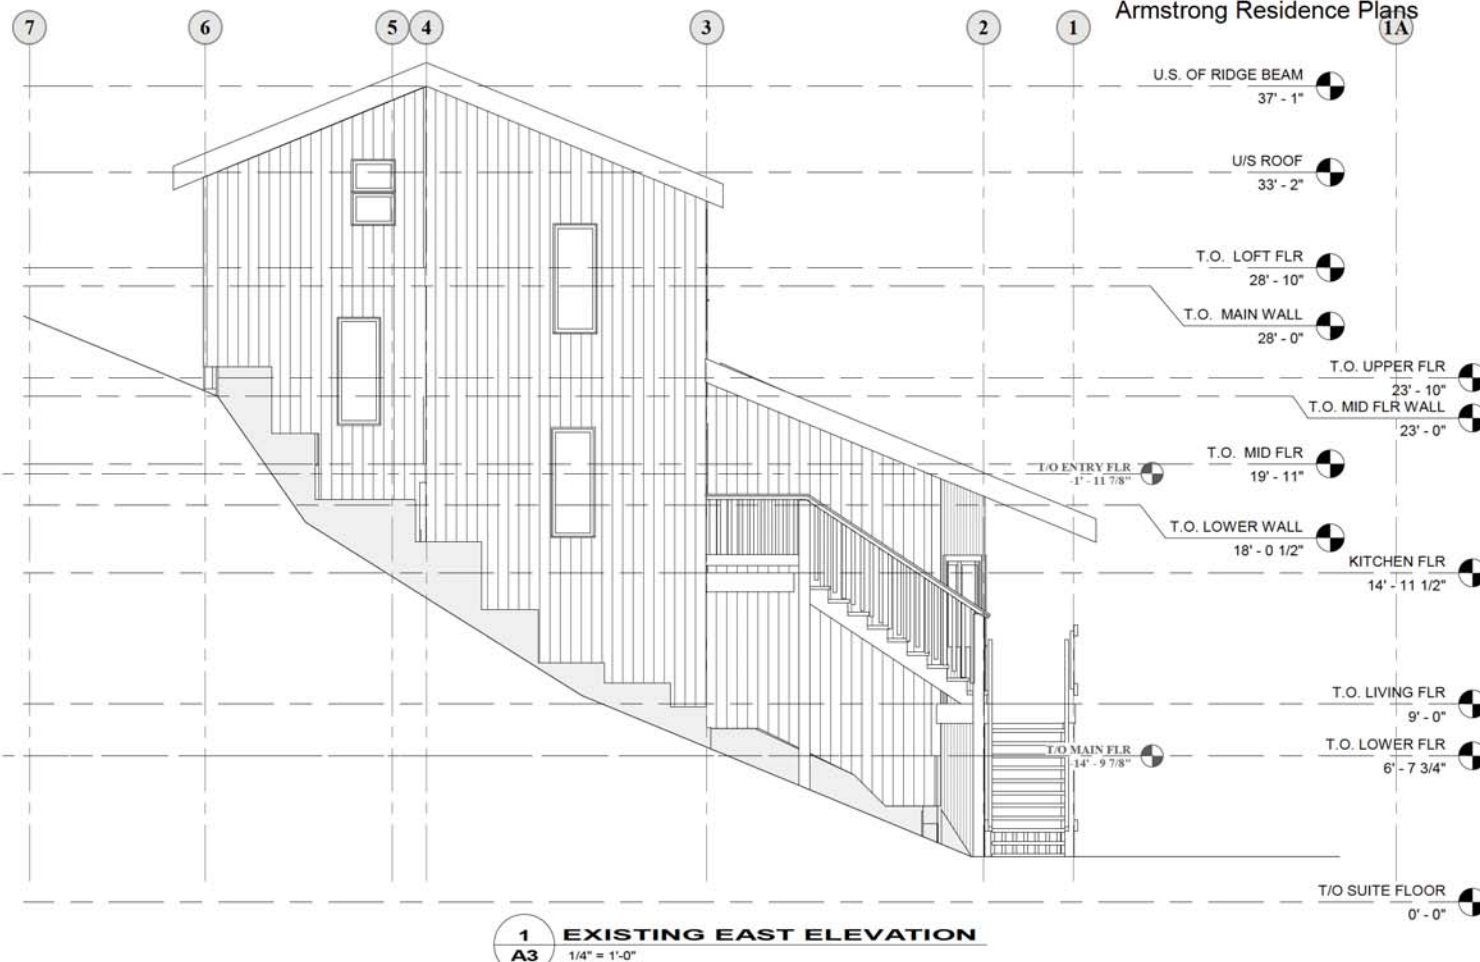 Armstrong Residence Plans
7 6 5 4 3 2 1 1A
U.S. OF RIDGE BEAM
37' - 1"
U/S ROOF
33' - 2"
T.O. LOFT FLR
28' - 10"
T.O. MAIN WALL
28' - 0"
T.O. UPPER FLR
23' - 10"
T.O. MID FLR WALL
23' - 0"
T.O. MID FLR
19' - 11"
T/O ENTRY FLR
-1' - 11 7/8"
T.O. LOWER WALL
18' - 0 1/2"
KITCHEN FLR
14' - 11 1/2"
T.O. LIVING FLR
9' - 0"
T.O. LOWER FLR
6' - 7 3/4"
T/O MAIN FLR
-14' - 9 7/8"
T/O SUITE FLOOR
0' - 0"
1 EXISTING EAST ELEVATION
A3 1/4" = 1'-0"